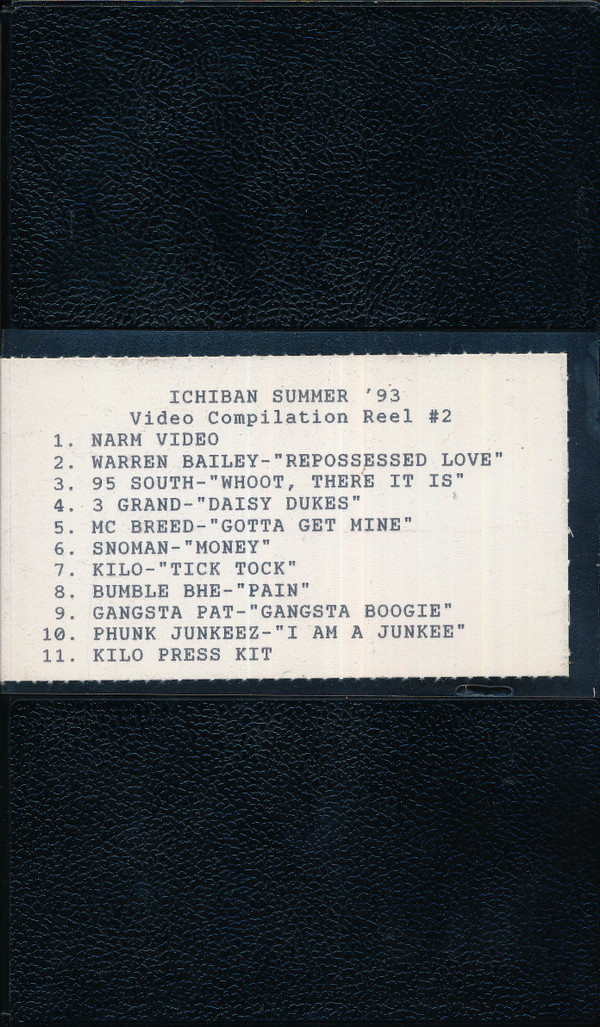 ICHIBAN SUMMER '93
Video Compilation Reel #2
1. NARM VIDEO
2. WARREN BAILEY-"REPOSSESSED LOVE"
3. 95 SOUTH-"WHOOT, THERE IT IS"
4. 3 GRAND-"DAISY DUKES"
5. MC BREED-"GOTTA GET MINE"
6. SNOMAN-"MONEY"
7. KILO-"TICK TOCK"
8. BUMBLE BHE-"PAIN"
9. GANGSTA PAT-"GANGSTA BOOGIE"
10. PHUNK JUNKEEZ-"I AM A JUNKEE"
11. KILO PRESS KIT